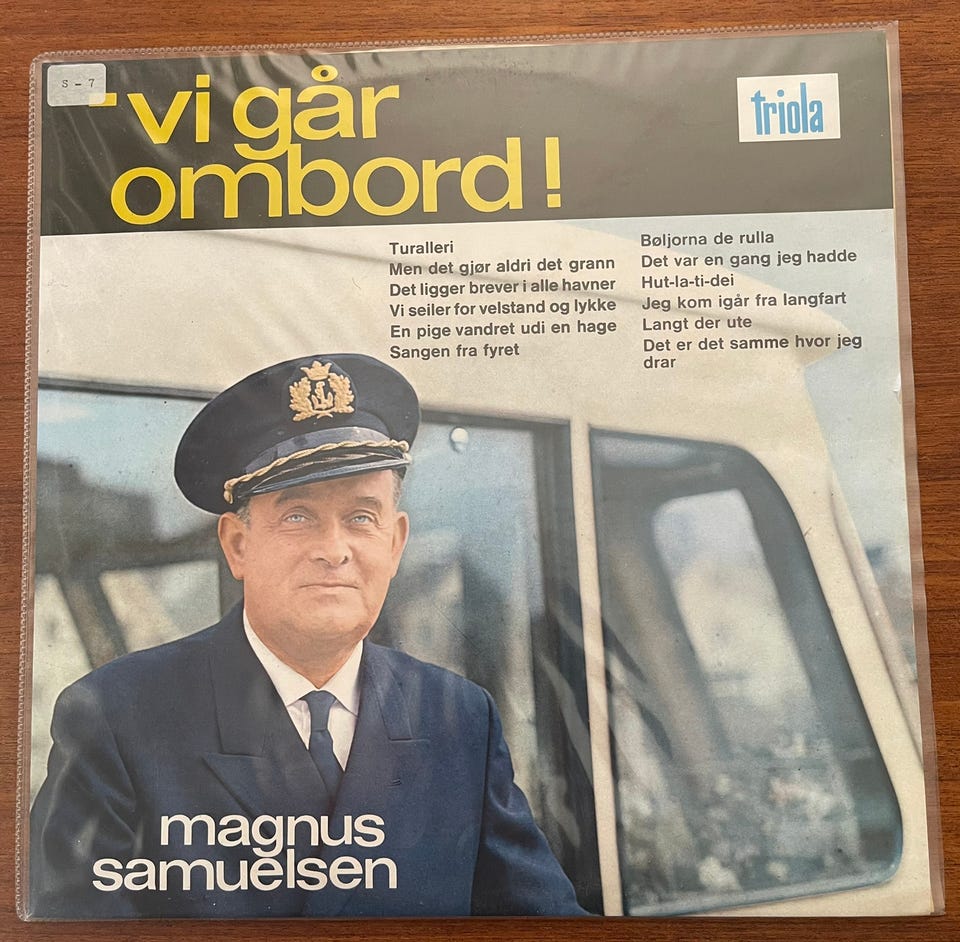 S - 7
- vi går
ombord!
triola
Turalleri
Men det gjør aldri det grann
Det ligger brever i alle havner
Vi seiler for velstand og lykke
En pige vandret udi en hage
Sangen fra fyret
Bøljorna de rulla
Det var en gang jeg hadde
Hut-la-ti-dei
Jeg kom igår fra langfart
Langt der ute
Det er det samme hvor jeg
drar
magnus
samuelsen